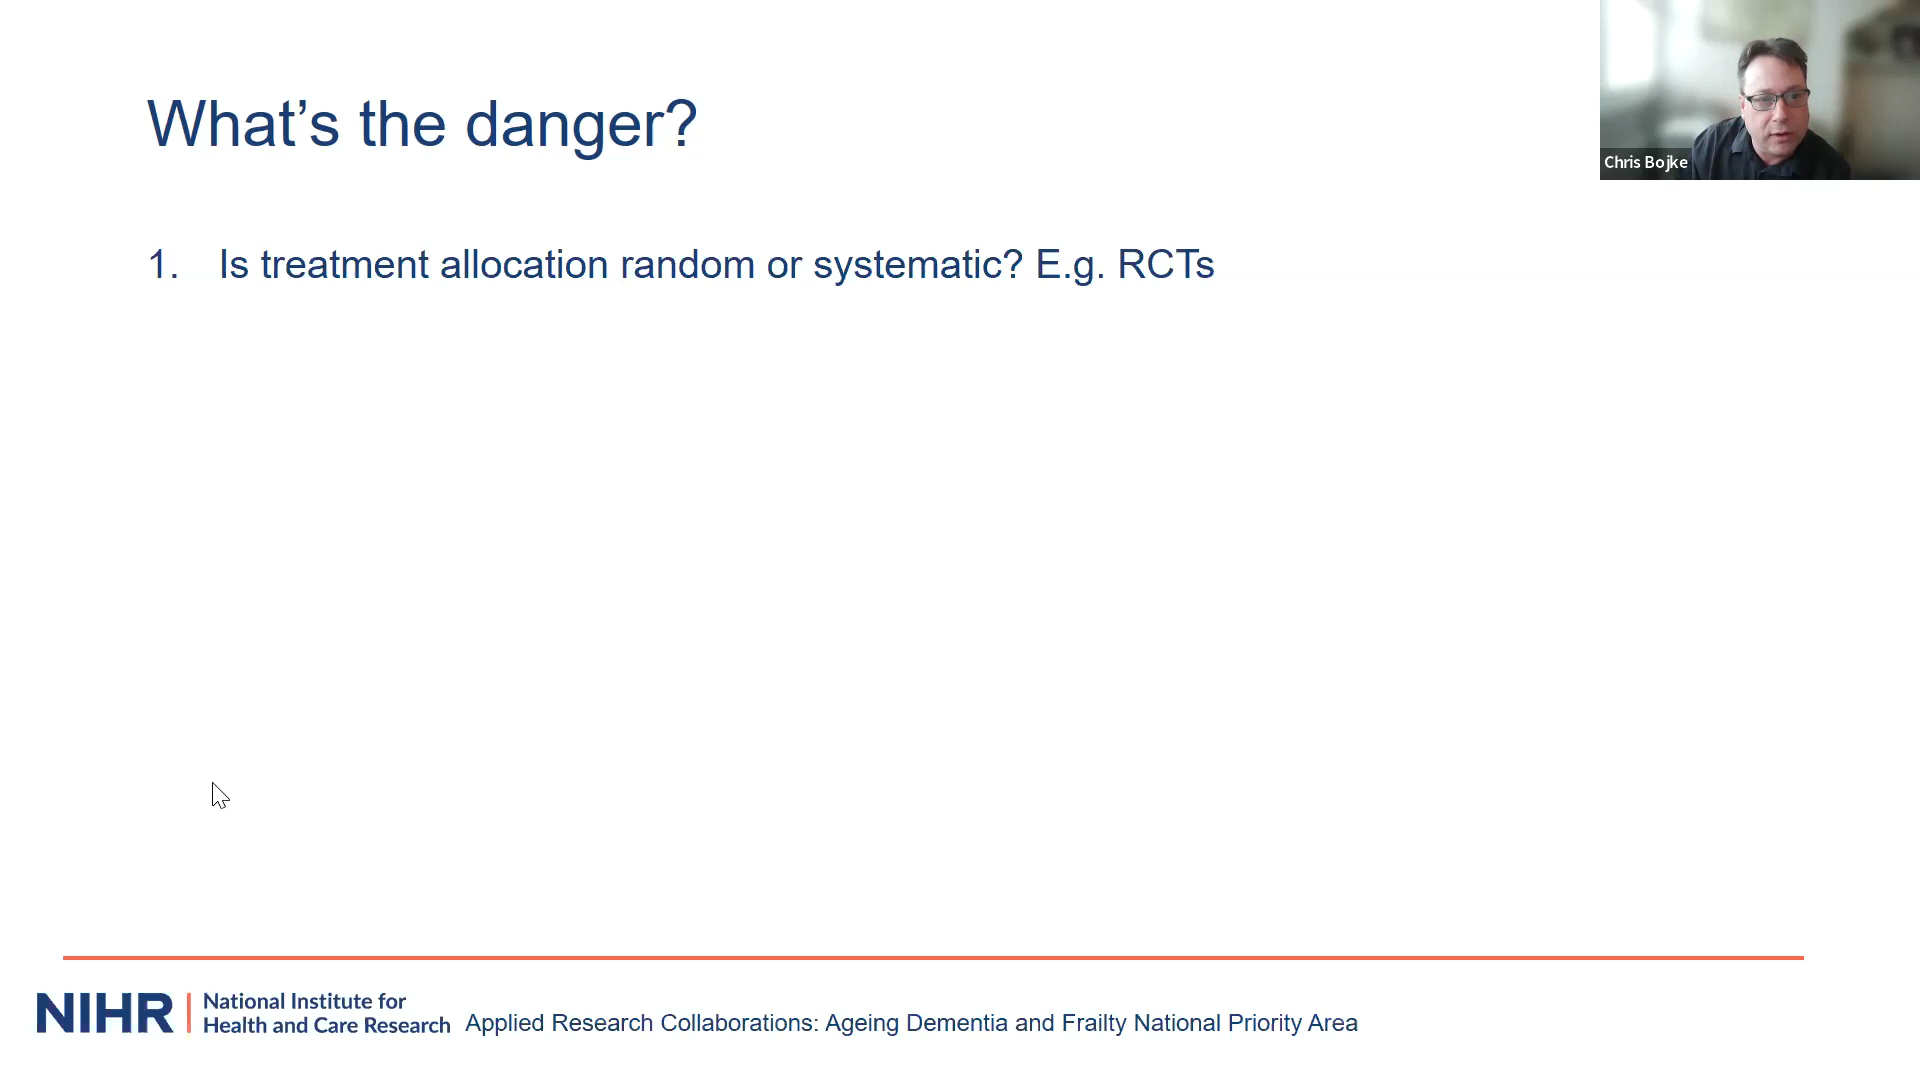 What’s the danger?
Chris Bojke
1. Is treatment allocation random or systematic? E.g. RCTs
NIHR
National Institute for
Health and Care Research
Applied Research Collaborations: Ageing Dementia and Frailty National Priority Area